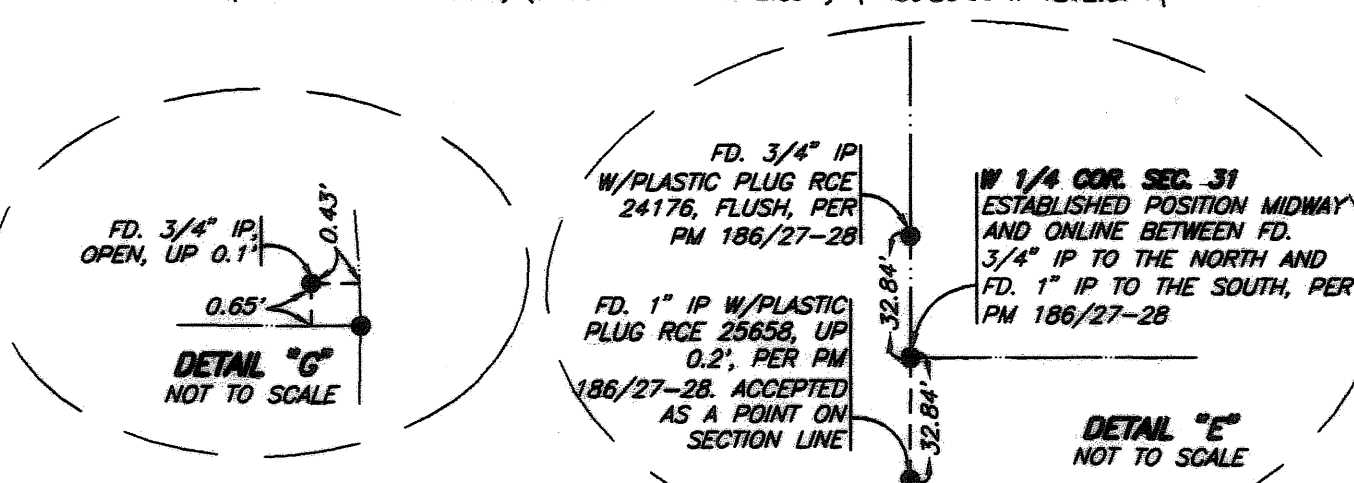 FD. 3/4" IP,
OPEN, UP 0.1'
0.43'
0.65'
DETAIL "G"
NOT TO SCALE
FD. 3/4" IP
W/PLASTIC PLUG RCE
24176, FLUSH, PER
PM 186/27-28
32.84'
W 1/4 COR. SEC. 31
ESTABLISHED POSITION MIDWAY
AND ONLINE BETWEEN FD.
3/4" IP TO THE NORTH AND
FD. 1" IP TO THE SOUTH, PER
PM 186/27-28
FD. 1" IP W/PLASTIC
PLUG RCE 25658, UP
0.2', PER PM
186/27-28. ACCEPTED
AS A POINT ON
SECTION LINE
32.84'
DETAIL "E"
NOT TO SCALE